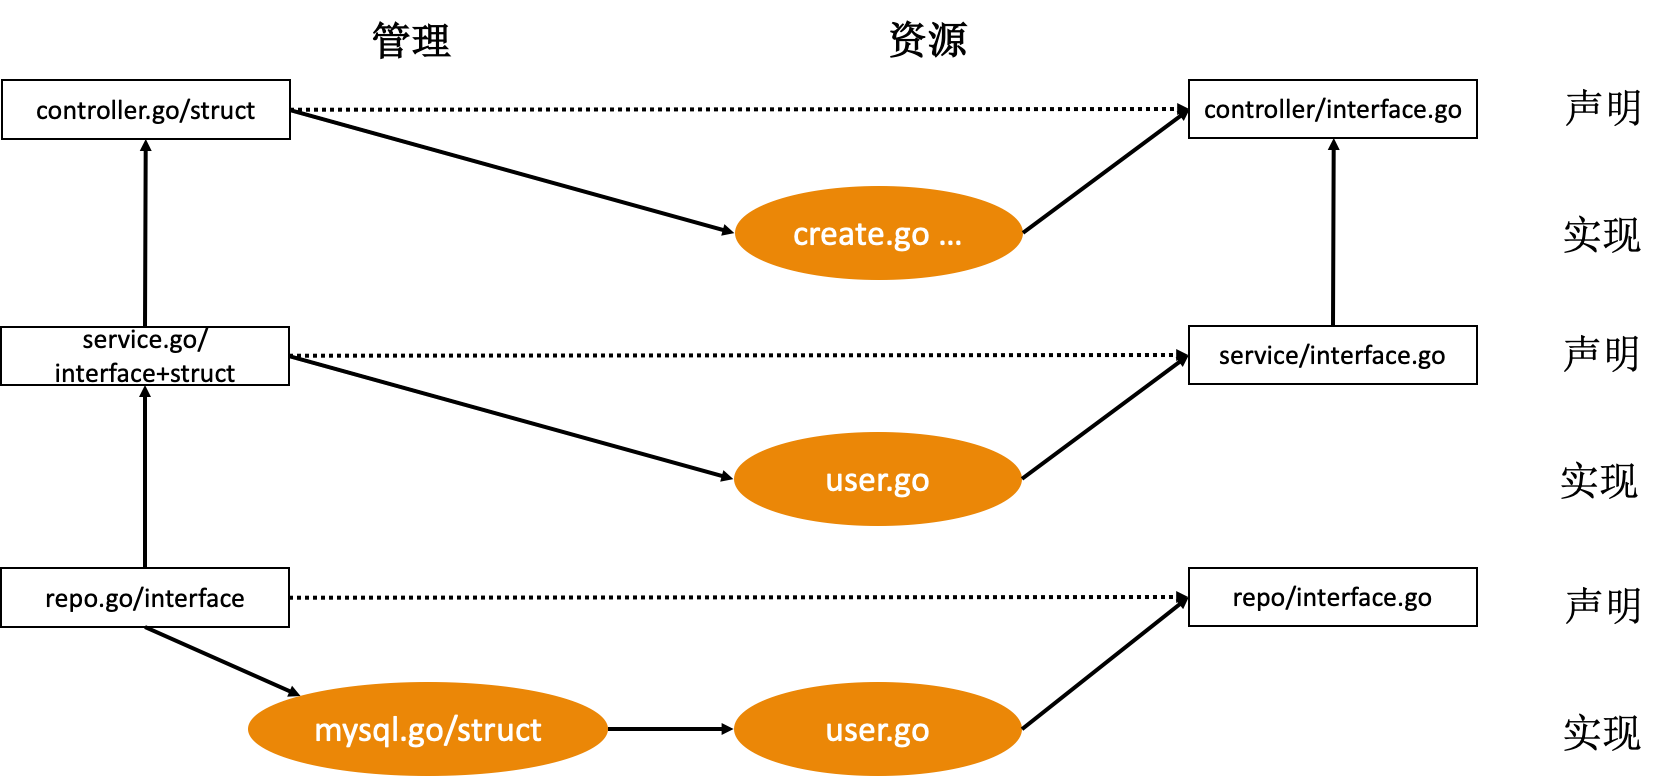 管理
资源
controller.go/struct
controller/interface.go
声明
create.go ...
实现
service.go/
interface+struct
service/interface.go
声明
user.go
实现
repo.go/interface
repo/interface.go
声明
mysql.go/struct
user.go
实现